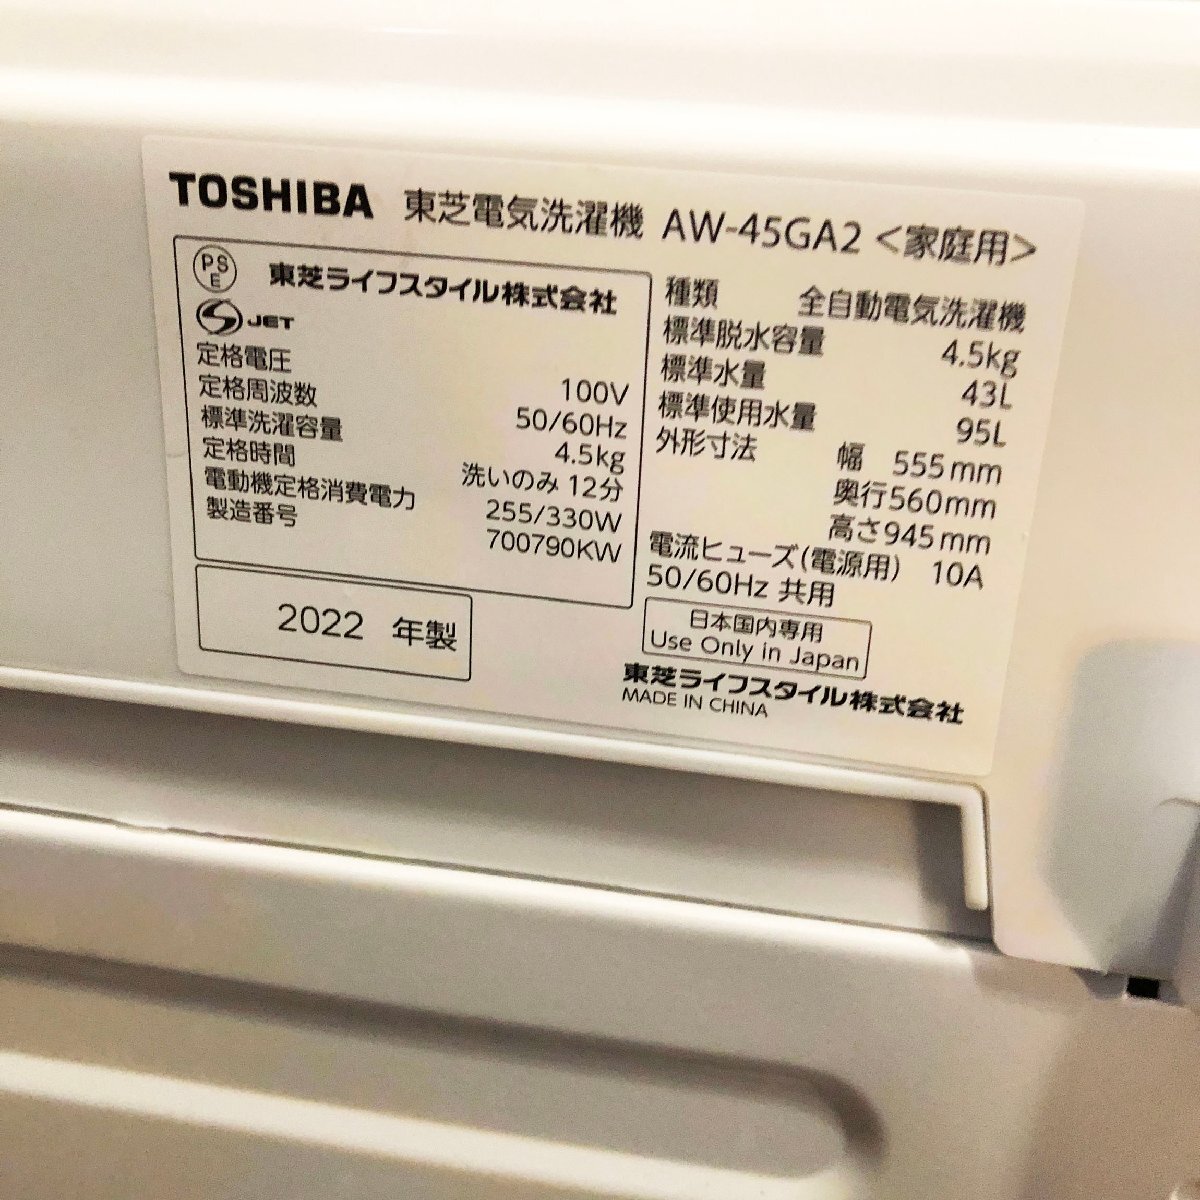 TOSHIBA 東芝電気洗濯機 AW-45GA2 <家庭用>
PSE 東芝ライフスタイル株式会社
JET
定格電圧 100V
定格周波数 50/60Hz
標準洗濯容量 4.5kg
定格時間 洗いのみ 12分
電動機定格消費電力 255/330W
製造番号 700790KW
2022 年製
種類 全自動電気洗濯機
標準脱水容量 4.5kg
標準水量 43L
標準使用水量 95L
外形寸法 幅 555mm
奥行560mm
高さ945mm
電流ヒューズ(電源用) 10A
50/60Hz 共用
日本国内専用
Use Only in Japan
東芝ライフスタイル株式会社
MADE IN CHINA